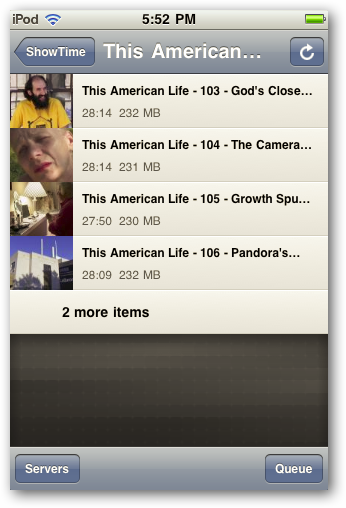 iPod 5:52 PM
ShowTime This American...
This American Life - 103 - God's Close...
28:14 232 MB
This American Life - 104 - The Camera...
28:14 231 MB
This American Life - 105 - Growth Spu...
27:50 230 MB
This American Life - 106 - Pandora's...
28:09 232 MB
2 more items
Servers Queue